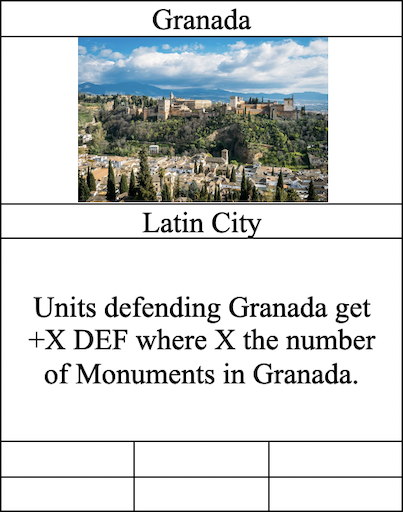 Granada
Latin City
Units defending Granada get
+X DEF where X the number
of Monuments in Granada.